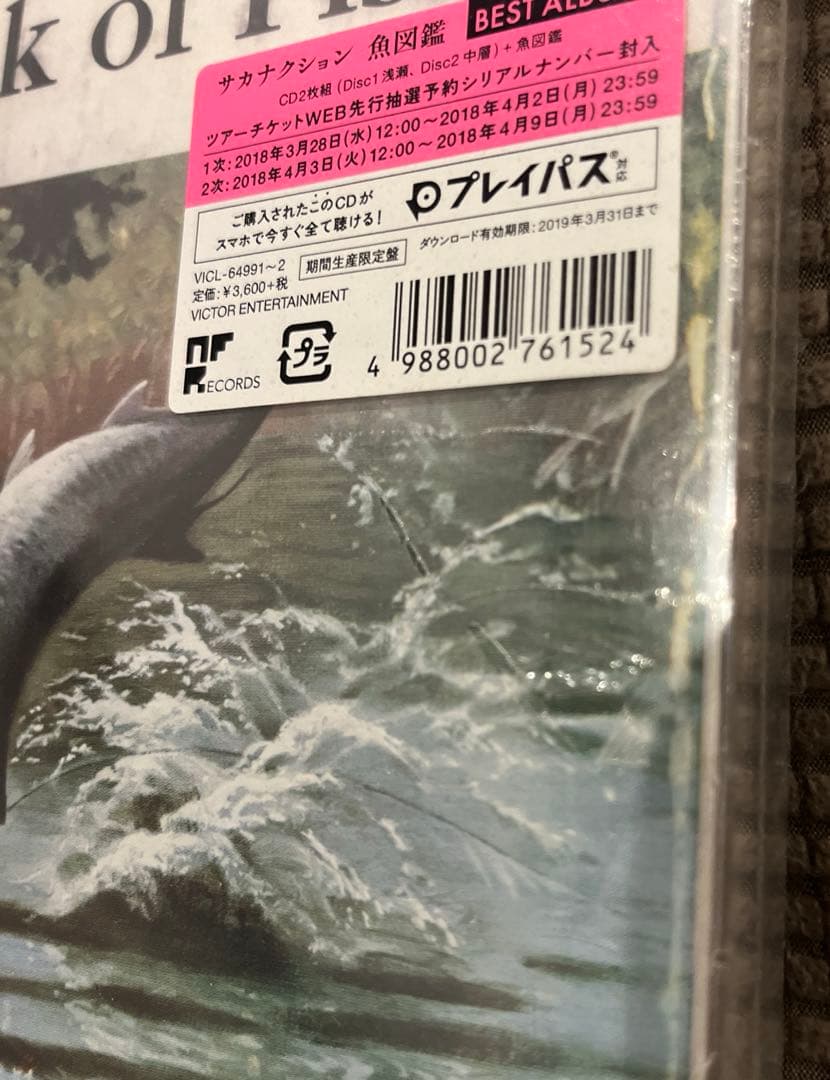 k of Fis
BEST ALBU
サカナクション 魚図鑑
CD2枚組 (Disc1 浅瀬、Disc2 中層) + 魚図鑑
ツアーチケットWEB先行抽選予約シリアルナンバー封入
1次: 2018年3月28日(水) 12:00〜2018年4月2日(月) 23:59
2次: 2018年4月3日(火) 12:00〜2018年4月9日(月) 23:59
ご購入されたこのCDが
スマホで今すぐ全て聴ける!
プレイパス® 対応
ダウンロード有効期限: 2019年3月31日まで
VICL-64991〜2 期間生産限定盤
定価: ¥3,600+税
VICTOR ENTERTAINMENT
NF RECORDS
プラ
4 988002 761524